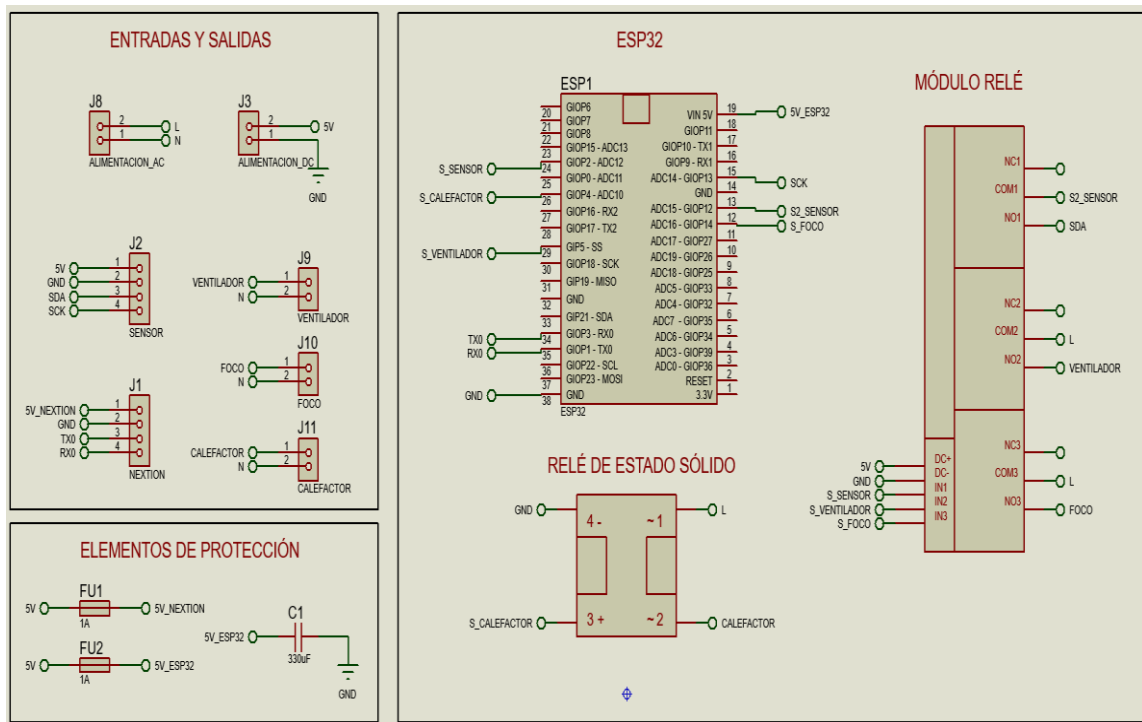 ENTRADAS Y SALIDAS
J8
2 L
1 N
ALIMENTACION_AC
J3
2 5V
1
ALIMENTACION_DC
GND
J2
5V 1
GND 2
SDA 3
SCK 4
SENSOR
J9
VENTILADOR 1
N 2
VENTILADOR
J10
FOCO 1
N 2
FOCO
J1
5V_NEXTION 1
GND 2
TX0 3
RX0 4
NEXTION
J11
CALEFACTOR 1
N 2
CALEFACTOR
ELEMENTOS DE PROTECCIÓN
FU1
5V 5V_NEXTION
1A
FU2
5V 5V_ESP32
1A
C1
5V_ESP32
330uF
GND
ESP32
ESP1
20 GIOP6
21 GIOP7
22 GIOP8
23 GIOP15 - ADC13
S_SENSOR 24 GIOP2 - ADC12
25 GIOP0 - ADC11
S_CALEFACTOR 26 GIOP4 - ADC10
27 GIOP16 - RX2
28 GIOP17 - TX2
S_VENTILADOR 29 GIP5 - SS
30 GIOP18 - SCK
31 GIP19 - MISO
32 GND
33 GIP21 - SDA
TX0 34 GIOP3 - RX0
RX0 35 GIOP1 - TX0
36 GIOP22 - SCL
37 GIOP23 - MOSI
GND 38 GND
ESP32
VIN 5V 19 5V_ESP32
GIOP11 18
GIOP10 - TX1 17
GIOP9 - RX1 16
ADC14 - GIOP13 15 SCK
GND 14
ADC15 - GIOP12 13 S2_SENSOR
ADC16 - GIOP14 12 S_FOCO
ADC17 - GIOP27 11
ADC19 - GIOP26 10
ADC18 - GIOP25 9
ADC5 - GIOP33 8
ADC4 - GIOP32 7
ADC7 - GIOP35 6
ADC6 - GIOP34 5
ADC3 - GIOP39 4
ADC0 - GIOP36 3
RESET 2
3.3V 1
RELÉ DE ESTADO SÓLIDO
GND 4 - ~1 L
S_CALEFACTOR 3 + ~2 CALEFACTOR
MÓDULO RELÉ
NC1
COM1 S2_SENSOR
NO1 SDA
NC2
COM2 L
NO2 VENTILADOR
NC3
COM3 L
NO3 FOCO
5V DC+
GND DC-
S_SENSOR IN1
S_VENTILADOR IN2
S_FOCO IN3